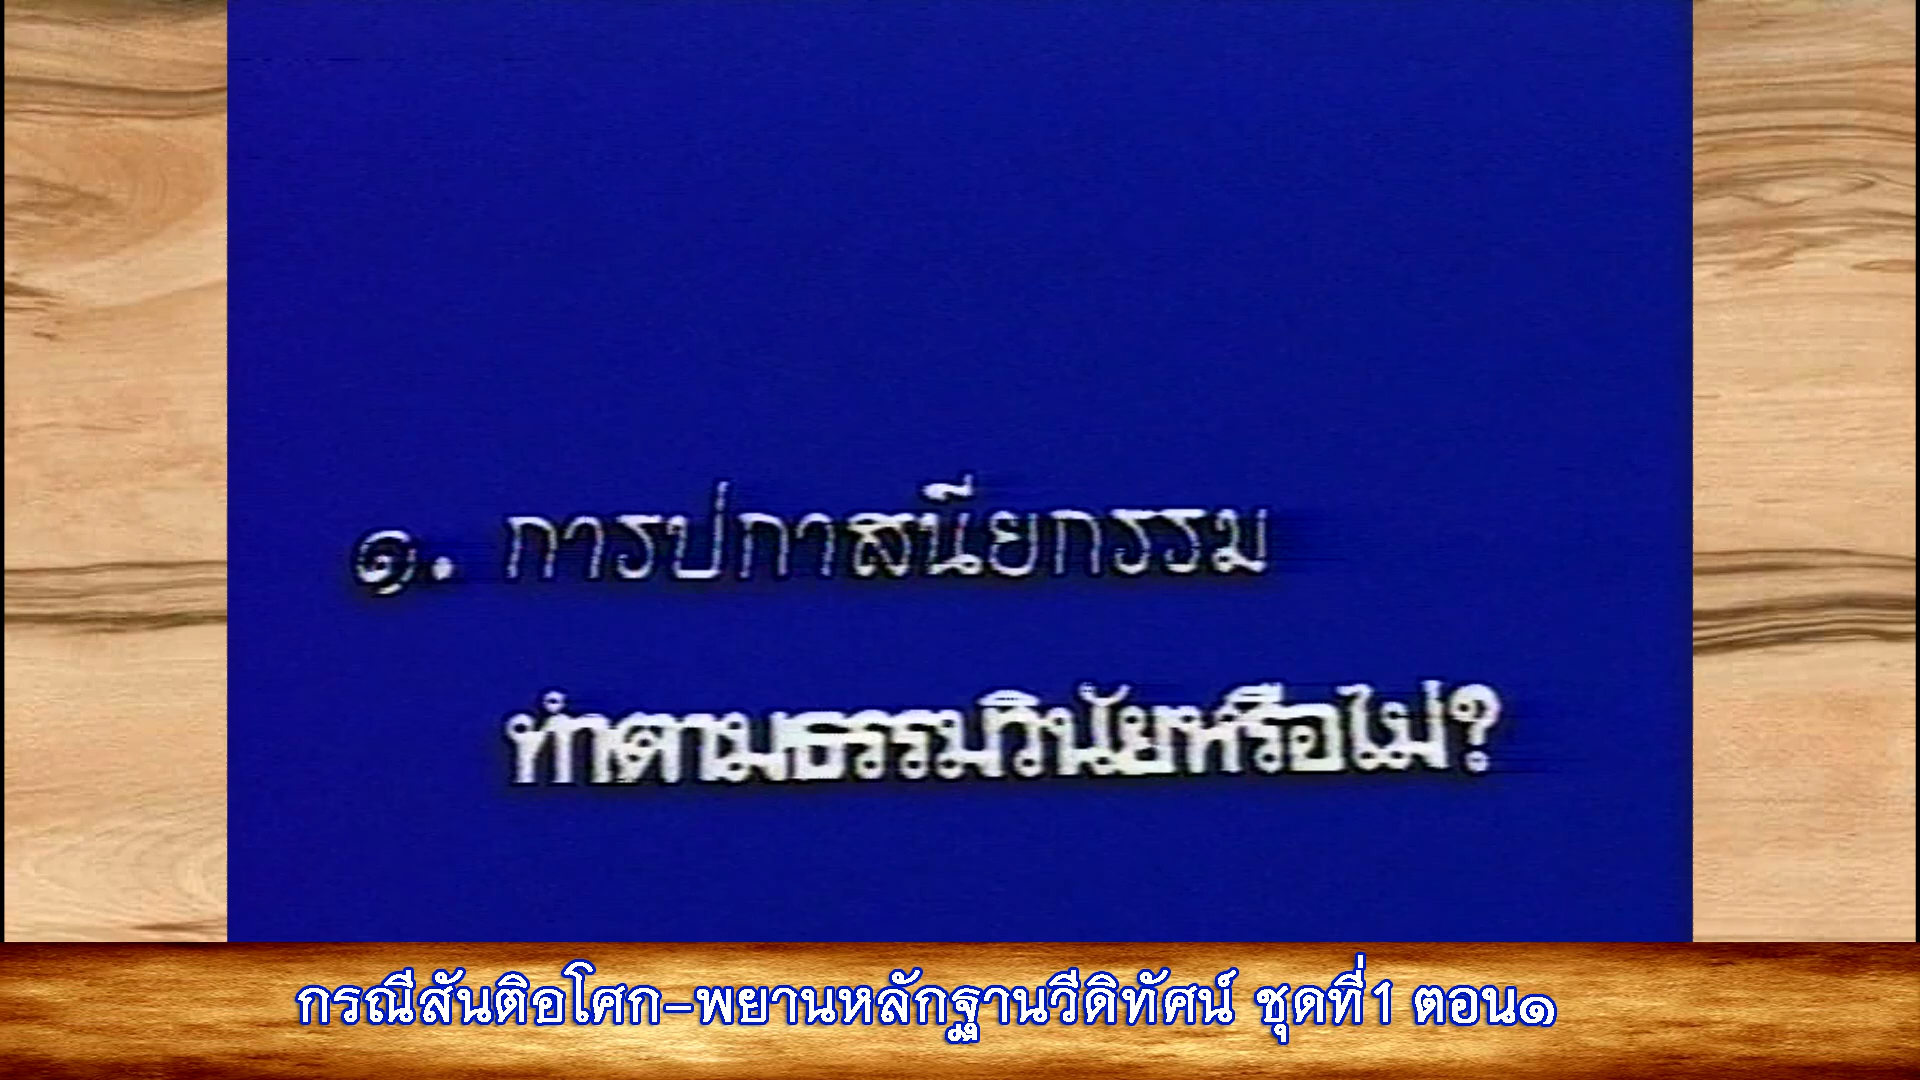 ๑. การปกาสนียกรรม
ทำตามธรรมวินัยหรือไม่?
กรณีสันติอโศก-พยานหลักฐานวีดิทัศน์ ชุดที่1 ตอน๑